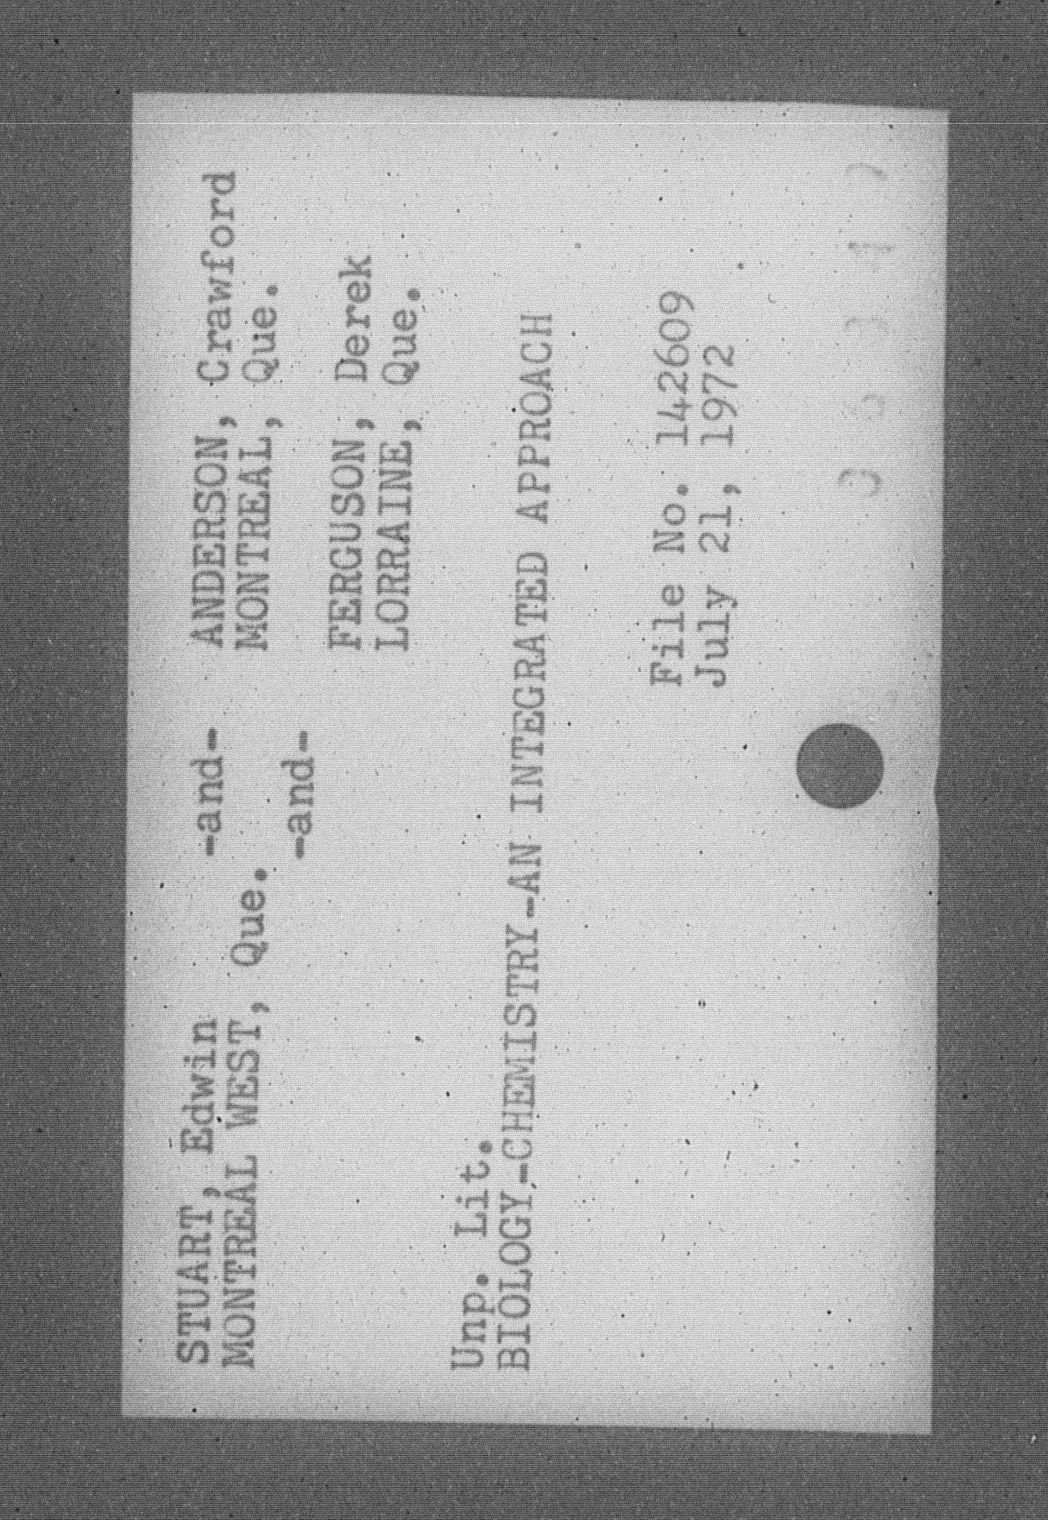 STUART, Edwin -and- ANDERSON, Crawford
MONTREAL WEST, Que. MONTREAL, Que.
-and-
FERGUSON, Derek
LORRAINE, Que.
Unp. Lit.
BIOLOGY-CHEMISTRY-AN INTEGRATED APPROACH
File No. 142609
July 21, 1972